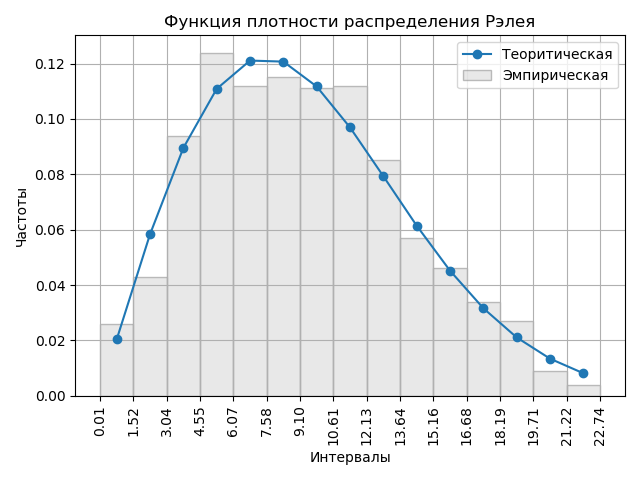 Функция плотности распределения Рэлея
Теоритическая
Эмпирическая
Частоты
0.12
0.10
0.08
0.06
0.04
0.02
0.00
0.01 1.52 3.04 4.55 6.07 7.58 9.10 10.61 12.13 13.64 15.16 16.68 18.19 19.71 21.22 22.74
Интервалы